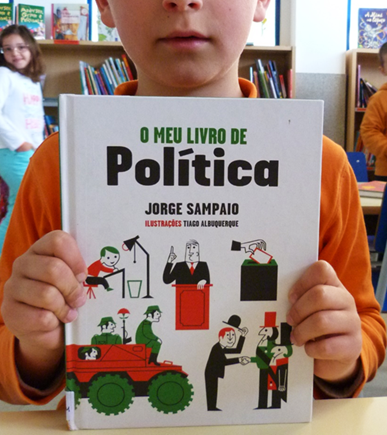 O MEU LIVRO DE
Política
JORGE SAMPAIO
ILUSTRAÇÕES TIAGO ALBUQUERQUE